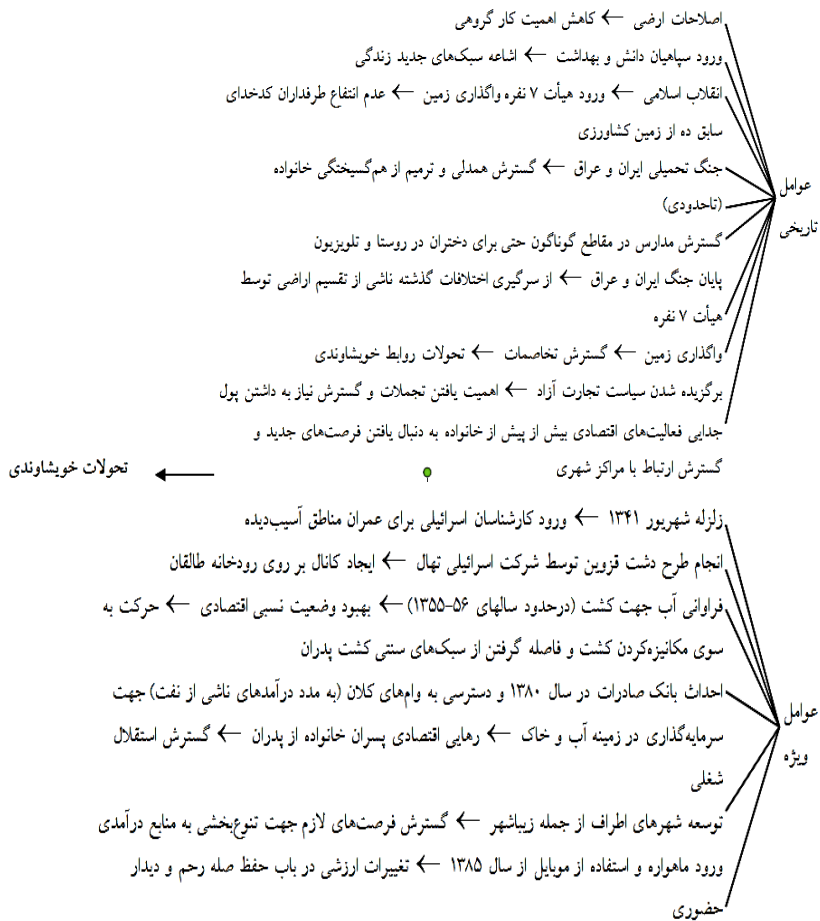 اصلاحات ارضی ← کاهش اهمیت کار گروهی
ورود سپاهیان دانش و بهداشت ← اشاعه سبک‌های جدید زندگی
انقلاب اسلامی ← ورود هیأت ۷ نفره واگذاری زمین ← عدم انتفاع طرفداران کدخدای
سابق ده از زمین کشاورزی
جنگ تحمیلی ایران و عراق ← گسترش همدلی و ترمیم از هم‌گسیختگی خانواده
عوامل
(تاحدودی)
تاریخی
گسترش مدارس در مقاطع گوناگون حتی برای دختران در روستا و تلویزیون
پایان جنگ ایران و عراق ← از سرگیری اختلافات گذشته ناشی از تقسیم اراضی توسط
هیأت ۷ نفره
واگذاری زمین ← گسترش تخاصمات ← تحولات روابط خویشاوندی
برگزیده شدن سیاست تجارت آزاد ← اهمیت یافتن تجملات و گسترش نیاز به داشتن پول
جدایی فعالیت‌های اقتصادی بیش از پیش از خانواده به دنبال یافتن فرصت‌های جدید و
گسترش ارتباط با مراکز شهری
تحولات خویشاوندی
زلزله شهریور ۱۳۴۱ ← ورود کارشناسان اسرائیلی برای عمران مناطق آسیب‌دیده
انجام طرح دشت قزوین توسط شرکت اسرائیلی تهال ← ایجاد کانال بر روی رودخانه طالقان
فراوانی آب جهت کشت (درحدود سالهای ۵۶-۱۳۵۵) ← بهبود وضعیت نسبی اقتصادی ← حرکت به
سوی مکانیزه‌کردن کشت و فاصله گرفتن از سبک‌های سنتی کشت پدران
احداث بانک صادرات در سال ۱۳۸۰ و دسترسی به وام‌های کلان (به مدد درآمدهای ناشی از نفت) جهت
عوامل
سرمایه‌گذاری در زمینه آب و خاک ← رهایی اقتصادی پسران خانواده از پدران ← گسترش استقلال
ویژه
شغلی
توسعه شهرهای اطراف از جمله زیباشهر ← گسترش فرصت‌های لازم جهت تنوع‌بخشی به منابع درآمدی
ورود ماهواره و استفاده از موبایل از سال ۱۳۸۵ ← تغییرات ارزشی در باب حفظ صله رحم و دیدار
حضوری